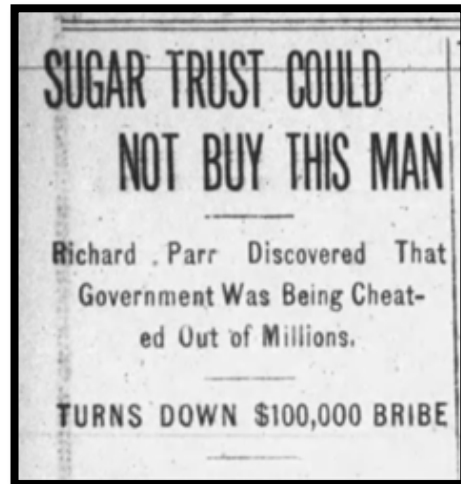 SUGAR TRUST COULD
NOT BUY THIS MAN
Richard Parr Discovered That
Government Was Being Cheat-
ed Out of Millions.
TURNS DOWN $100,000 BRIBE